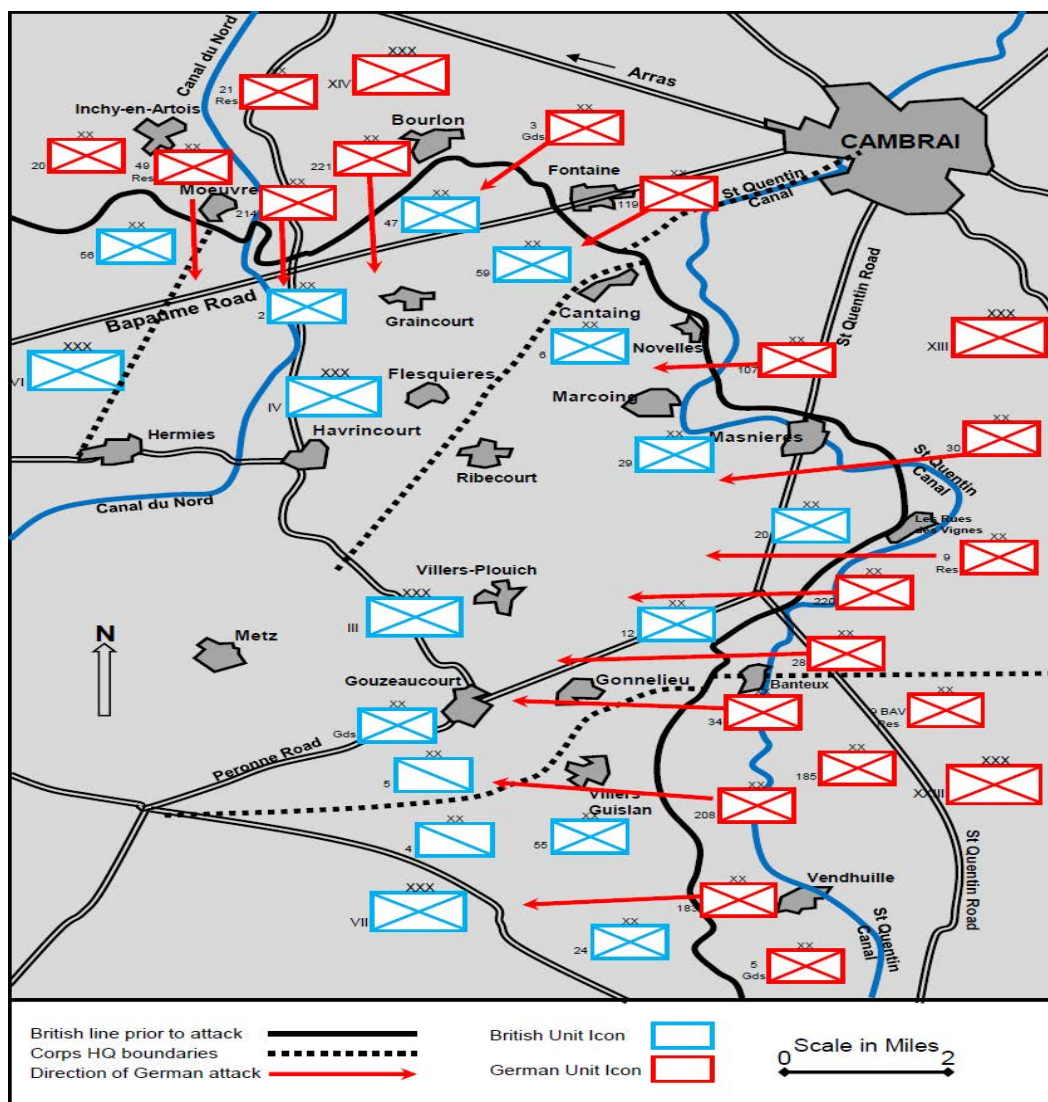 Canal du Nord
XXX
XIV
XX
21
Res
Arras
Inchy-en-Artois
Bourlon
XX
3
Gds
CAMBRAI
XX
20
XX
49
Res
XX
221
Fontaine
XX
119
St Quentin
Canal
Moeuvre
XX
214
XX
47
XX
56
XX
59
St Quentin Road
Bapaume Road
XX
2
Graincourt
Cantaing
XX
6
Novelles
XXX
XIII
XXX
VI
XX
167
XXX
IV
Flesquieres
Marcoing
Hermies
Havrincourt
Masnieres
XX
30
Ribecourt
XX
29
St Quentin
Canal
Canal du Nord
XX
20
Les Rues
des Vignes
XX
9
Res
Villers-Plouich
XXX
III
XX
220
N
Metz
XX
12
XX
28
Gouzeaucourt
Gonnelieu
Banteux
XX
9 BAV
Res
XX
Gds
XX
34
Peronne Road
XX
5
Villers
Guislan
XX
185
XXX
XXIII
XX
208
XX
4
XX
55
St Quentin Road
XXX
VII
XX
183
Vendhuille
XX
24
XX
5
Gds
St Quentin
Canal
British line prior to attack
Corps HQ boundaries
Direction of German attack
British Unit Icon
German Unit Icon
Scale in Miles
0
2